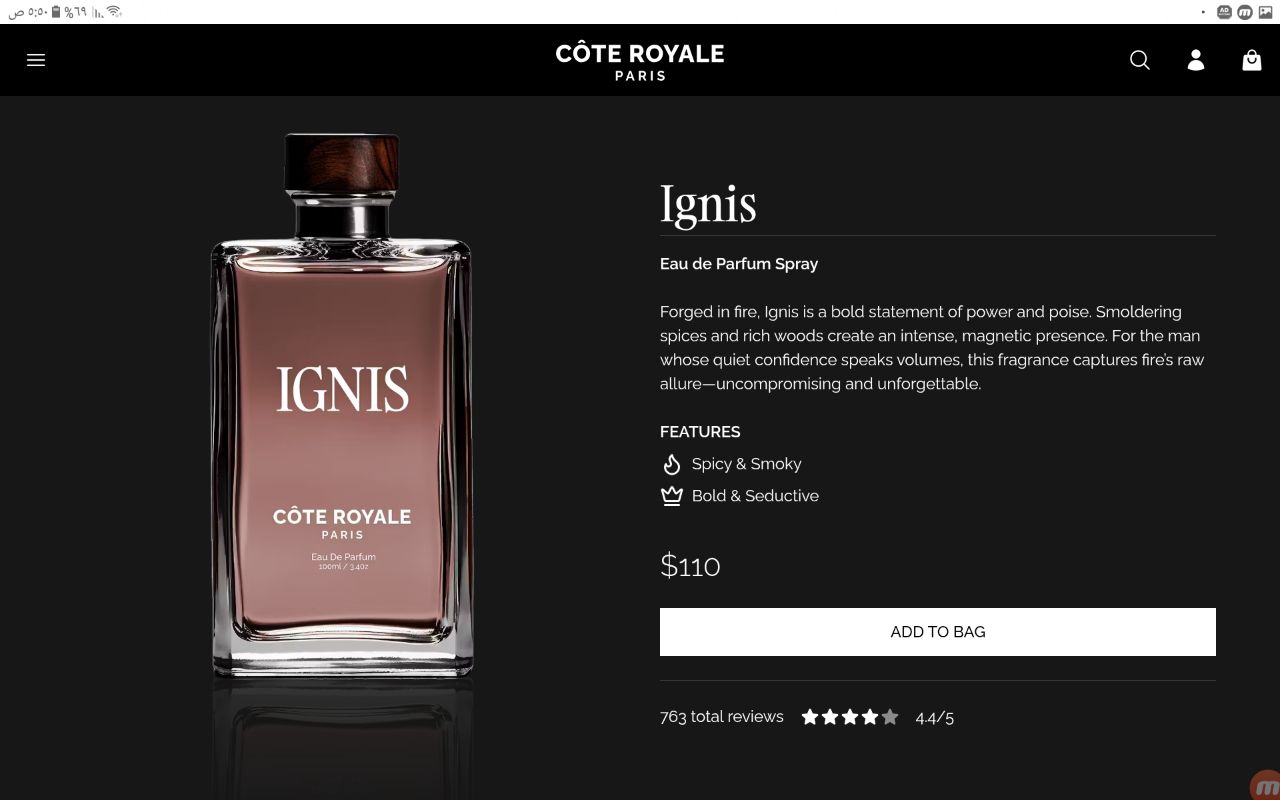 ٥:٥٠ ص
%٦٩
AD
CÔTE ROYALE
PARIS
IGNIS
CÔTE ROYALE
PARIS
Eau De Parfum
100ml / 3.4oz
Ignis
Eau de Parfum Spray
Forged in fire, Ignis is a bold statement of power and poise. Smoldering
spices and rich woods create an intense, magnetic presence. For the man
whose quiet confidence speaks volumes, this fragrance captures fire's raw
allure—uncompromising and unforgettable.
FEATURES
Spicy & Smoky
Bold & Seductive
$110
ADD TO BAG
763 total reviews 4.4/5